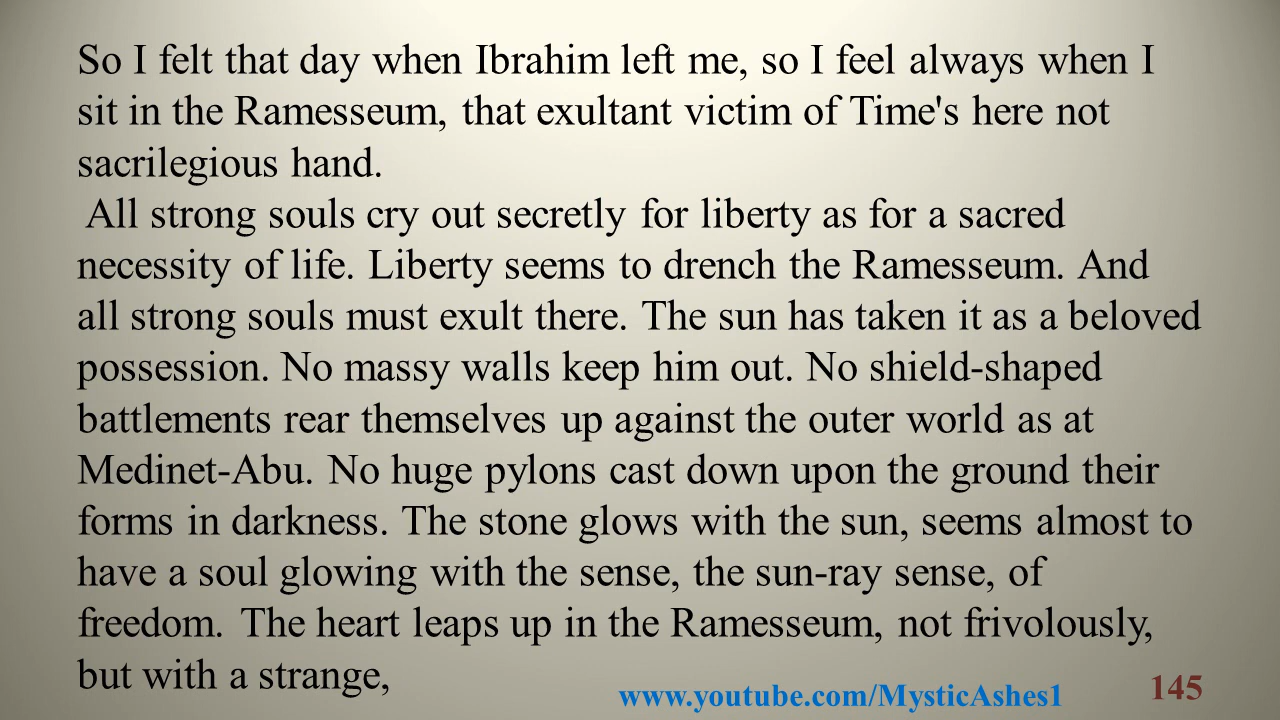 So I felt that day when Ibrahim left me, so I feel always when I
sit in the Ramesseum, that exultant victim of Time's here not
sacrilegious hand.
All strong souls cry out secretly for liberty as for a sacred
necessity of life. Liberty seems to drench the Ramesseum. And
all strong souls must exult there. The sun has taken it as a beloved
possession. No massy walls keep him out. No shield-shaped
battlements rear themselves up against the outer world as at
Medinet-Abu. No huge pylons cast down upon the ground their
forms in darkness. The stone glows with the sun, seems almost to
have a soul glowing with the sense, the sun-ray sense, of
freedom. The heart leaps up in the Ramesseum, not frivolously,
but with a strange,
www.youtube.com/MysticAshes1
145